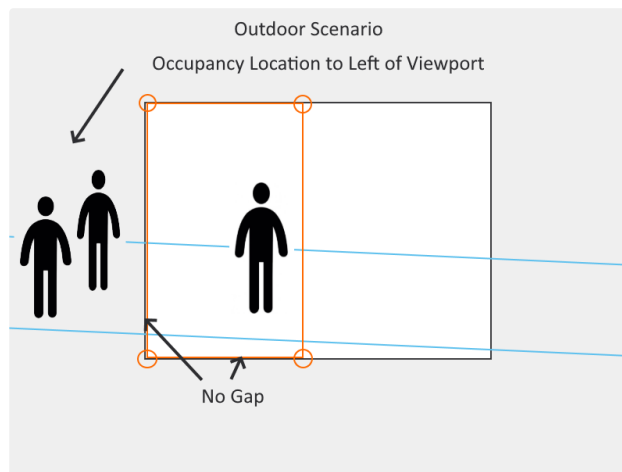 Outdoor Scenario
Occupancy Location to Left of Viewport
No Gap